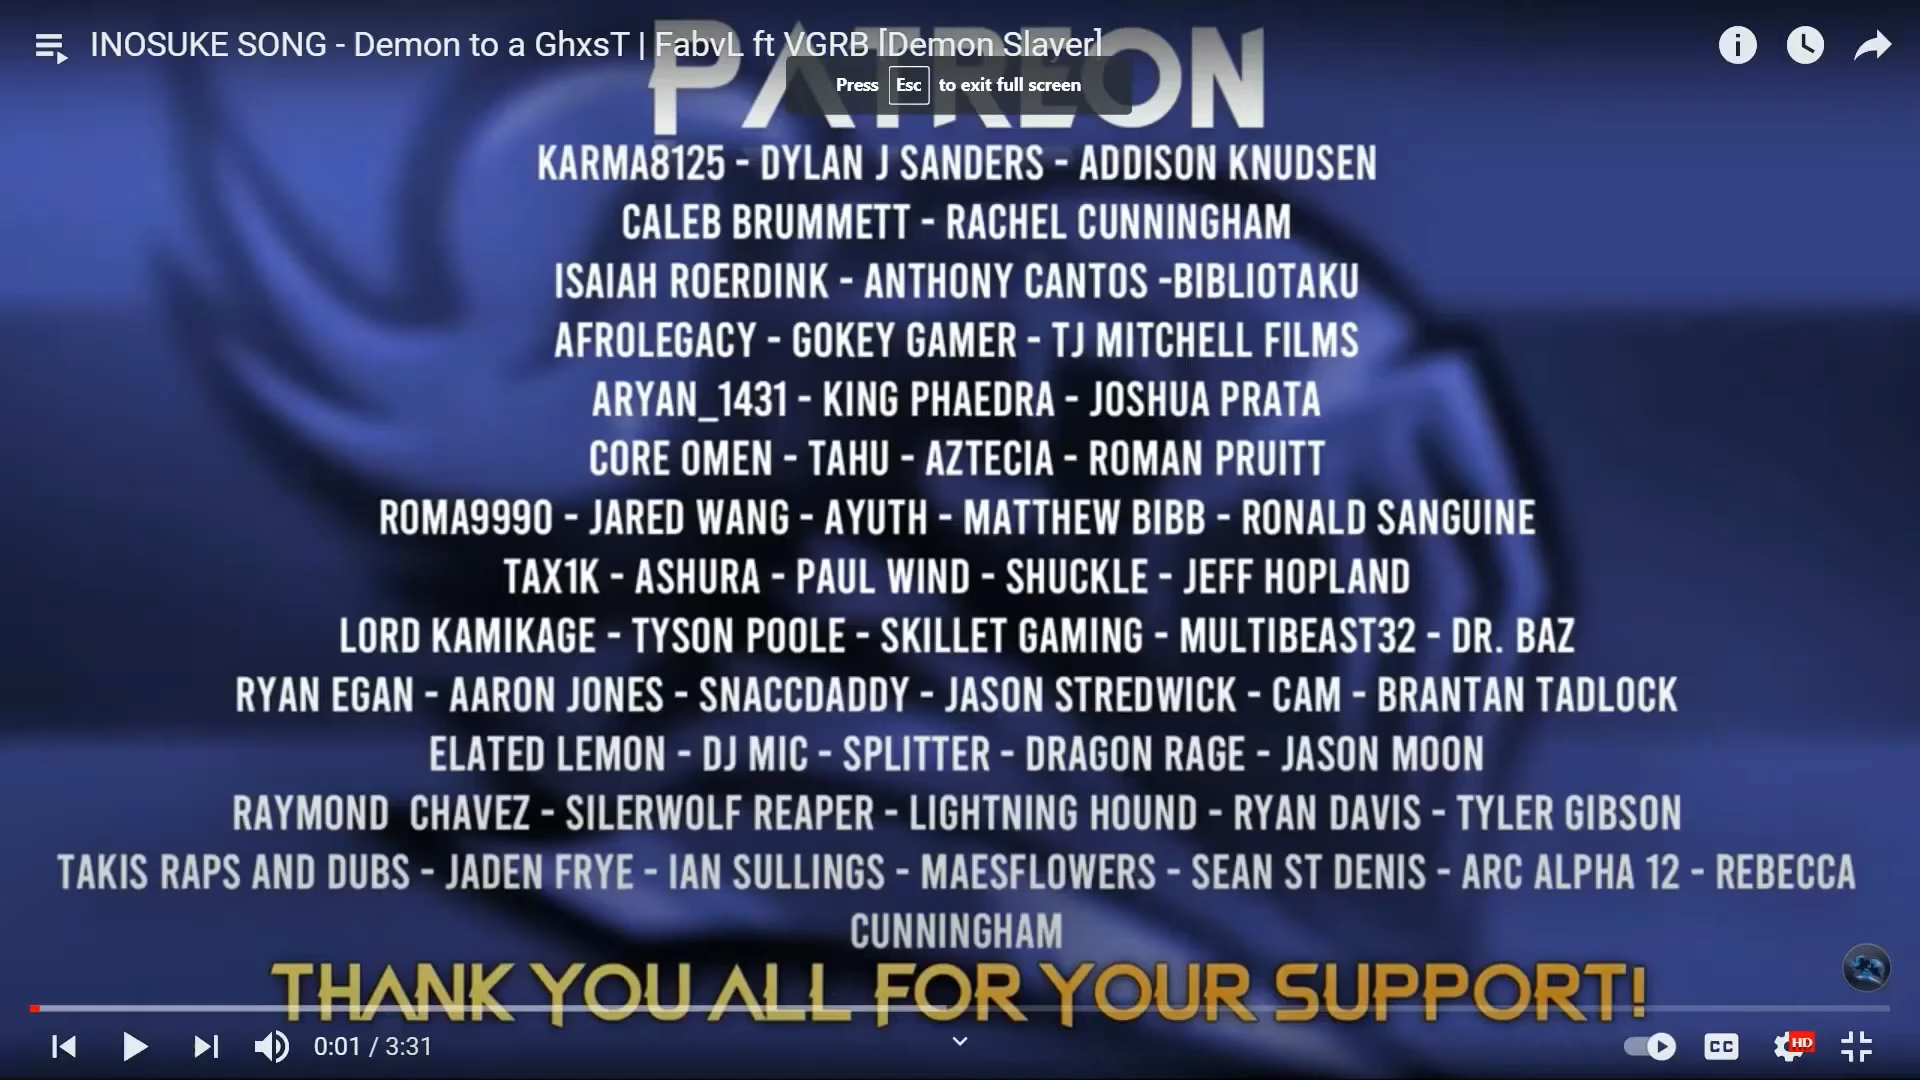 INOSUKE SONG - Demon to a GhxsT | FabvL ft VGRB [Demon Slayer]
PATREON
Press Esc to exit full screen
KARMA8125 - DYLAN J SANDERS - ADDISON KNUDSEN
CALEB BRUMMETT - RACHEL CUNNINGHAM
ISAIAH ROERDINK - ANTHONY CANTOS -BIBLIOTAKU
AFROLEGACY - GOKEY GAMER - TJ MITCHELL FILMS
ARYAN_1431 - KING PHAEDRA - JOSHUA PRATA
CORE OMEN - TAHU - AZTECIA - ROMAN PRUITT
ROMA9990 - JARED WANG - AYUTH - MATTHEW BIBB - RONALD SANGUINE
TAX1K - ASHURA - PAUL WIND - SHUCKLE - JEFF HOPLAND
LORD KAMIKAGE - TYSON POOLE - SKILLET GAMING - MULTIBEAST32 - DR. BAZ
RYAN EGAN - AARON JONES - SNACCDADDY - JASON STREDWICK - CAM - BRANTAN TADLOCK
ELATED LEMON - DJ MIC - SPLITTER - DRAGON RAGE - JASON MOON
RAYMOND  CHAVEZ - SILERWOLF REAPER - LIGHTNING HOUND - RYAN DAVIS - TYLER GIBSON
TAKIS RAPS AND DUBS - JADEN FRYE - IAN SULLINGS - MAESFLOWERS - SEAN ST DENIS - ARC ALPHA 12 - REBECCA
CUNNINGHAM
THANK YOU ALL FOR YOUR SUPPORT!
0:01 / 3:31
CC
HD